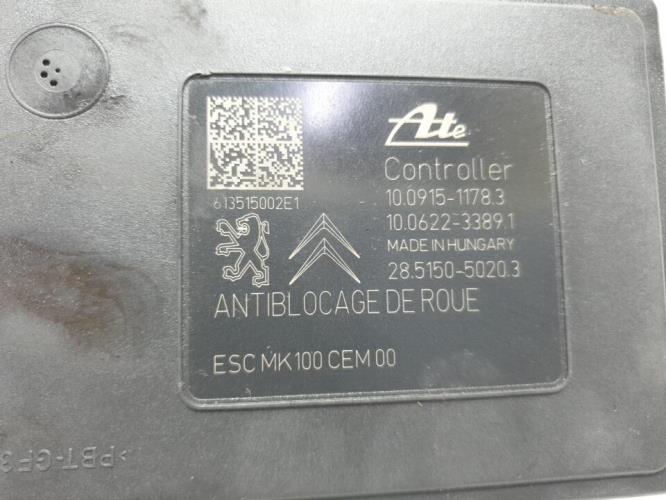 Ate
Controller
10.0915-1178.3
10.0622-3389.1
MADE IN HUNGARY
28.5150-5020.3
613515002E1
ANTIBLOCAGE DE ROUE
ESC MK100 CEM 00
>PBT-GF3